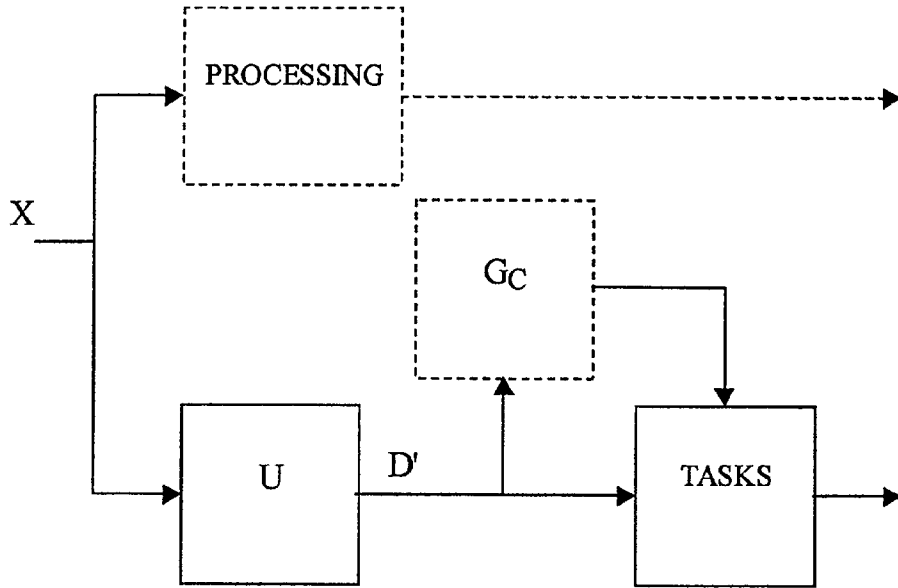 PROCESSING
X
GC
U
D'
TASKS